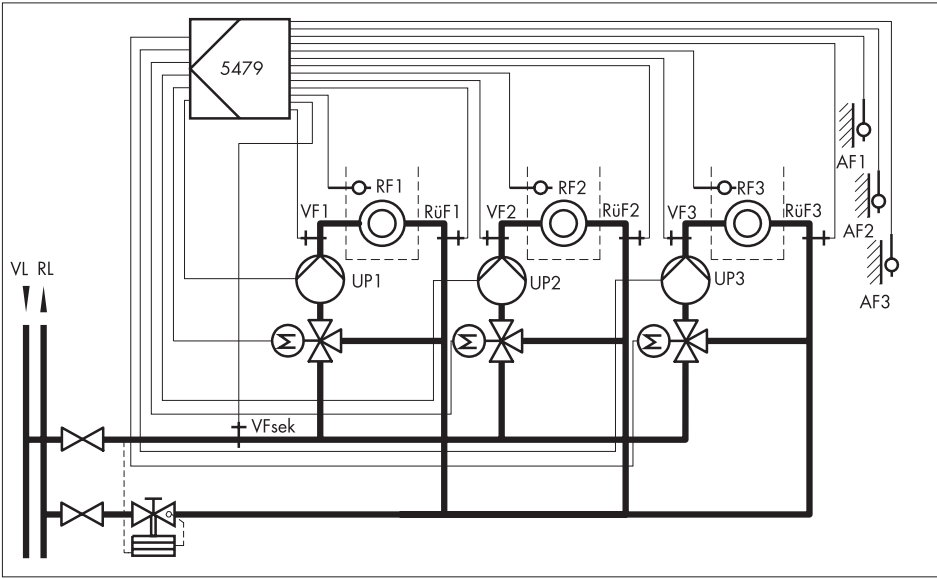 5479
AF1
RF1
RF2
RF3
VF1
RüF1
VF2
RüF2
VF3
RüF3
AF2
VL RL
UP1
UP2
UP3
AF3
M
M
M
VFsek